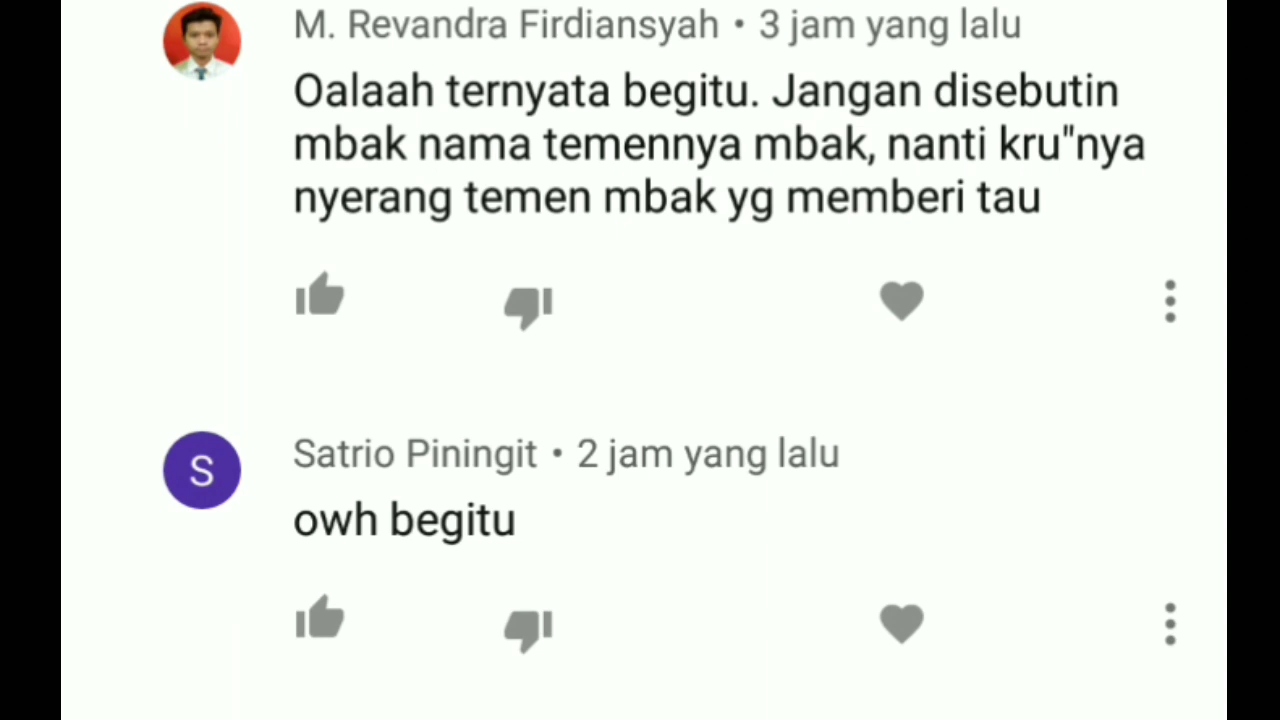 M. Revandra Firdiansyah • 3 jam yang lalu
Oalaah ternyata begitu. Jangan disebutin
mbak nama temennya mbak, nanti kru"nya
nyerang temen mbak yg memberi tau
S
Satrio Piningit • 2 jam yang lalu
owh begitu